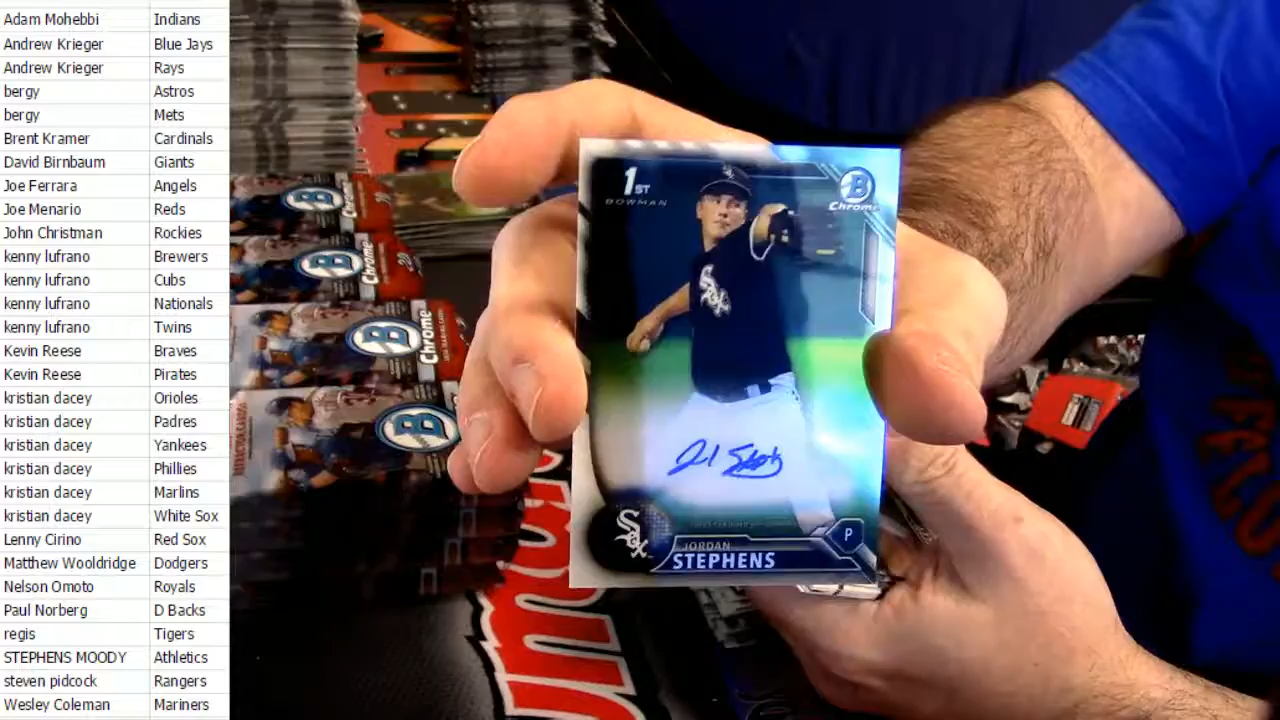 Adam Mohebbi Indians
Andrew Krieger Blue Jays
Andrew Krieger Rays
bergy Astros
bergy Mets
Brent Kramer Cardinals
David Birnbaum Giants
Joe Ferrara Angels
Joe Menario Reds
John Christman Rockies
kenny lufrano Brewers
kenny lufrano Cubs
kenny lufrano Nationals
kenny lufrano Twins
Kevin Reese Braves
Kevin Reese Pirates
kristian dacey Orioles
kristian dacey Padres
kristian dacey Yankees
kristian dacey Phillies
kristian dacey Marlins
kristian dacey White Sox
Lenny Cirino Red Sox
Matthew Wooldridge Dodgers
Nelson Omoto Royals
Paul Norberg D Backs
regis Tigers
STEPHENS MOODY Athletics
steven pidcock Rangers
Wesley Coleman Mariners
1ST
BOWMAN
B
Chrome
Sox
Sox
JORDAN
STEPHENS
P
B
Chrome
B
Chrome
B
Chrome
B